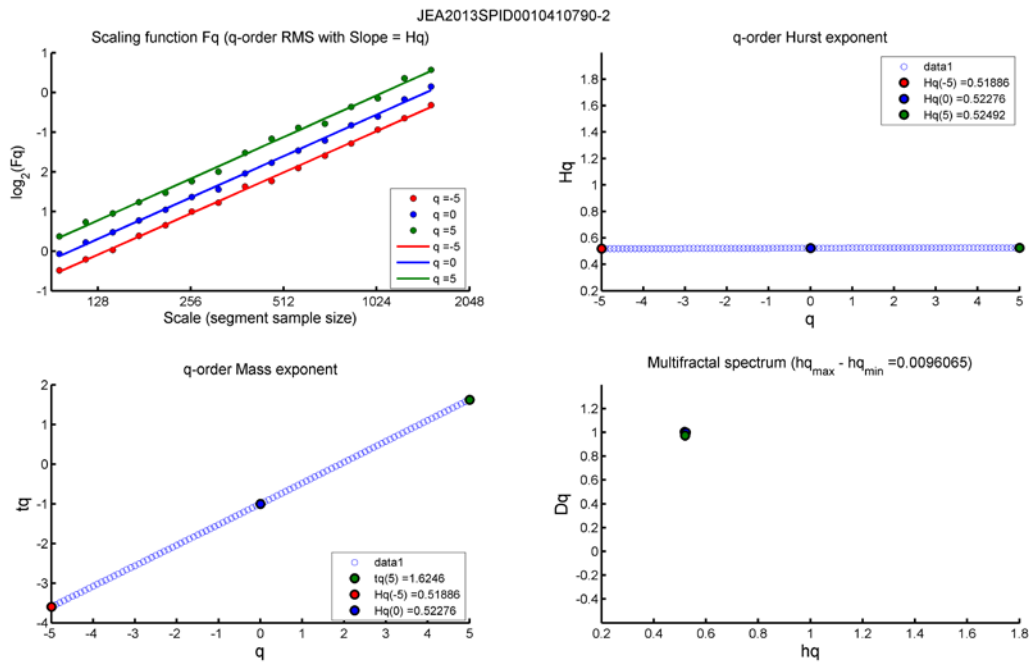 JEA2013SPID0010410790-2
Scaling function Fq (q-order RMS with Slope = Hq)
log2(Fq)
1
0
-1
2
1
0
-1
128
256
512
1024
2048
Scale (segment sample size)
q =-5
q =0
q =5
q =-5
q =0
q =5
q-order Hurst exponent
Hq
1.8
1.6
1.4
1.2
1
0.8
0.6
0.4
0.2
-5
-4
-3
-2
-1
0
1
2
3
4
5
q
data1
Hq(-5) =0.51886
Hq(0) =0.52276
Hq(5) =0.52492
q-order Mass exponent
tq
2
1
0
-1
-2
-3
-4
-5
-4
-3
-2
-1
0
1
2
3
4
5
q
data1
tq(5) =1.6246
Hq(-5) =0.51886
Hq(0) =0.52276
Multifractal spectrum (hqmax - hqmin =0.0096065)
Dq
1.2
1
0.8
0.6
0.4
0.2
0
-0.2
-0.4
0.2
0.4
0.6
0.8
1
1.2
1.4
1.6
1.8
hq